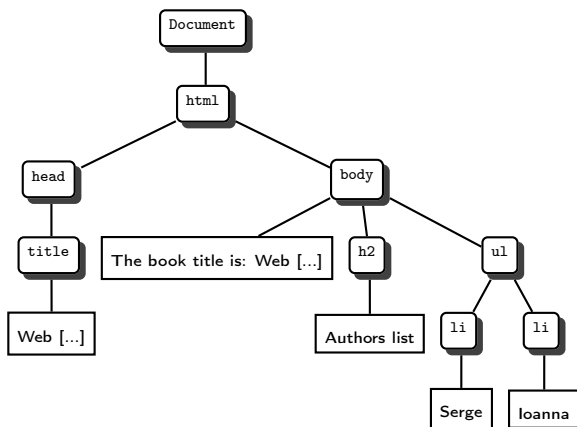 Document
html
head
body
title
The book title is: Web [...]
h2
ul
Web [...]
Authors list
li
li
Serge
Ioanna